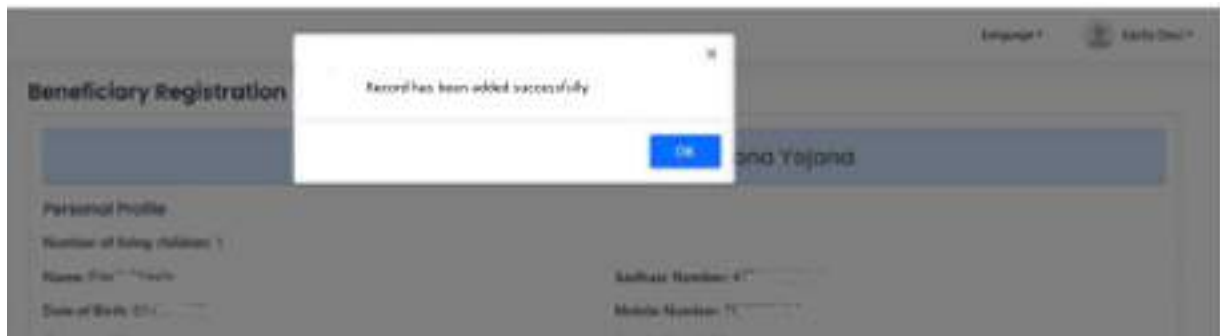 Language
Beneficiary Registration
Record has been added successfully
OK
ana Yojana
Personal Profile
Number of living children: 1
Name:
Aadhaar Number:
Date of Birth:
Mobile Number: